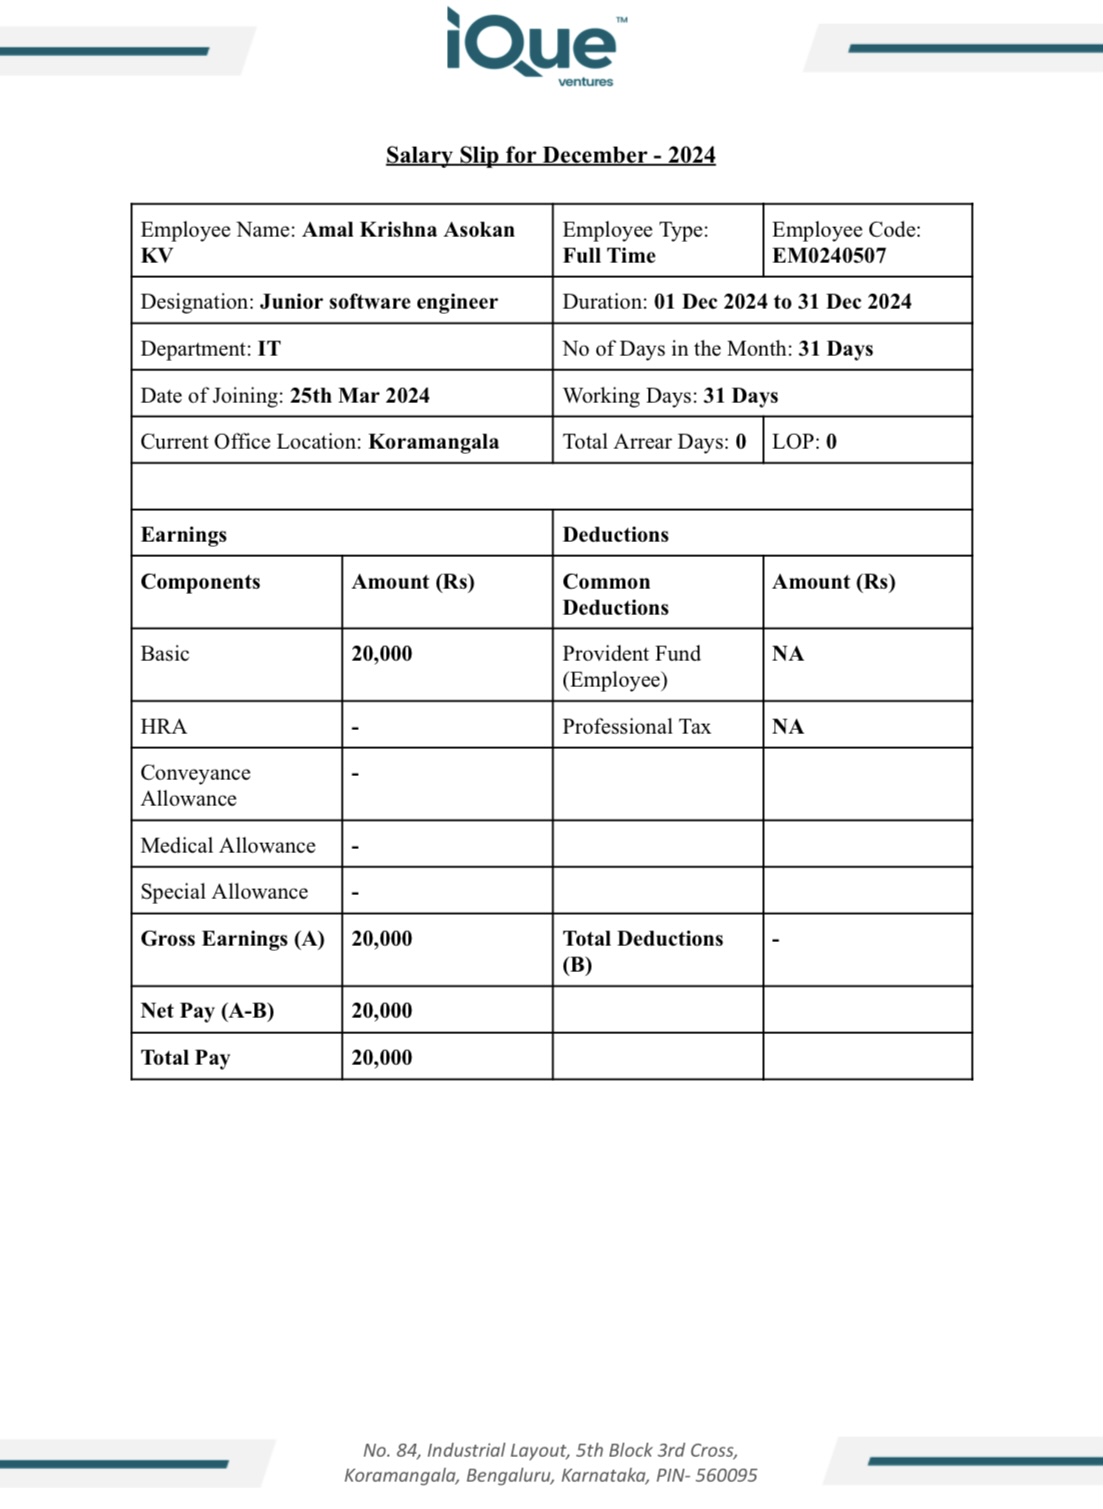 iQue™
ventures
Salary Slip for December - 2024
Employee Name: Amal Krishna Asokan
KV
Employee Type:
Full Time
Employee Code:
EM0240507
Designation: Junior software engineer
Duration: 01 Dec 2024 to 31 Dec 2024
Department: IT
No of Days in the Month: 31 Days
Date of Joining: 25th Mar 2024
Working Days: 31 Days
Current Office Location: Koramangala
Total Arrear Days: 0
LOP: 0
Earnings
Deductions
Components
Amount (Rs)
Common
Deductions
Amount (Rs)
Basic
20,000
Provident Fund
(Employee)
NA
HRA
-
Professional Tax
NA
Conveyance
Allowance
-
Medical Allowance
-
Special Allowance
-
Gross Earnings (A)
20,000
Total Deductions
(B)
-
Net Pay (A-B)
20,000
Total Pay
20,000
No. 84, Industrial Layout, 5th Block 3rd Cross,
Koramangala, Bengaluru, Karnataka, PIN- 560095